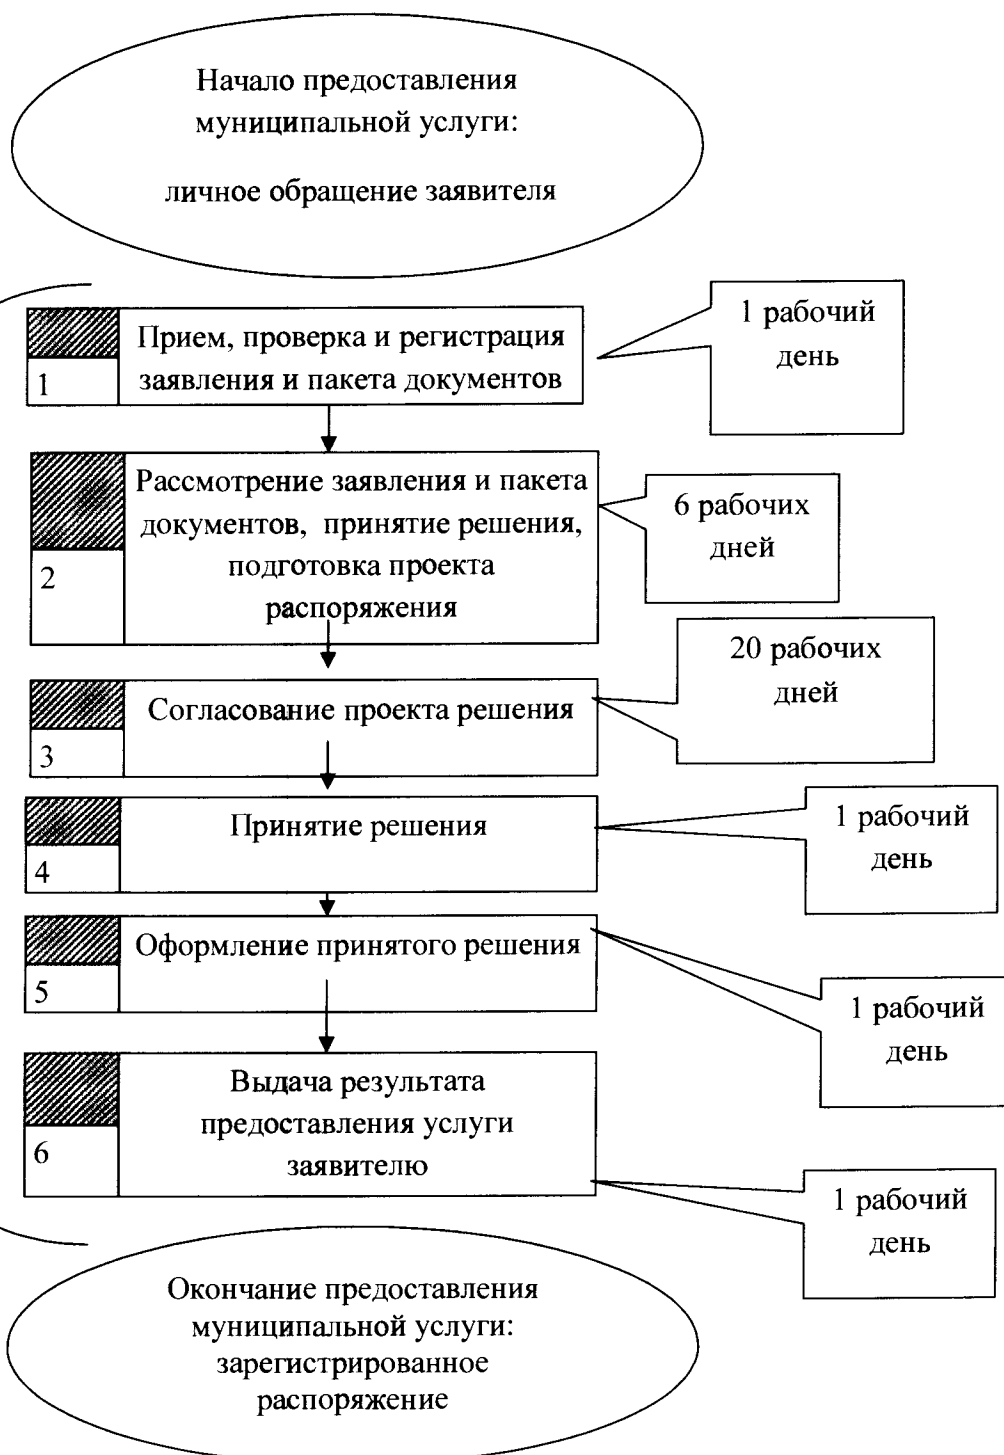 Начало предоставления
муниципальной услуги:
личное обращение заявителя
1 рабочий
день
Прием, проверка и регистрация
заявления и пакета документов
1
Рассмотрение заявления и пакета
документов, принятие решения,
подготовка проекта
распоряжения
2
6 рабочих
дней
20 рабочих
дней
Согласование проекта решения
3
Принятие решения
4
1 рабочий
день
Оформление принятого решения
5
1 рабочий
день
Выдача результата
предоставления услуги
заявителю
6
1 рабочий
день
Окончание предоставления
муниципальной услуги:
зарегистрированное
распоряжение